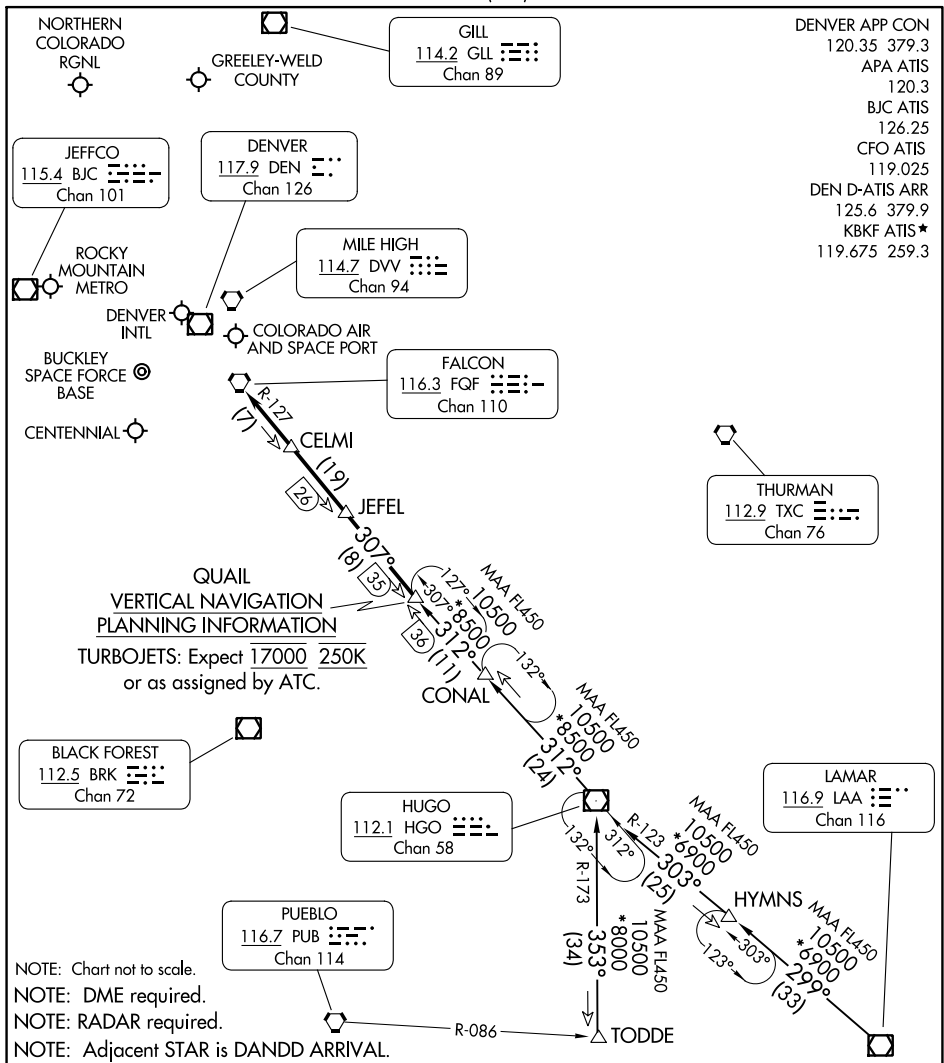 NORTHERN
COLORADO
RGNL
GREELEY-WELD
COUNTY
GILL
114.2 GLL
Chan 89
DENVER APP CON
120.35 379.3
APA ATIS
120.3
BJC ATIS
126.25
CFO ATIS
119.025
DEN D-ATIS ARR
125.6 379.9
KBKF ATIS★
119.675 259.3
JEFFCO
115.4 BJC
Chan 101
DENVER
117.9 DEN
Chan 126
ROCKY
MOUNTAIN
METRO
MILE HIGH
114.7 DVV
Chan 94
DENVER
INTL
COLORADO AIR
AND SPACE PORT
BUCKLEY
SPACE FORCE
BASE
FALCON
116.3 FQF
Chan 110
CENTENNIAL
R-127
(7)
CELMI
(19)
26
JEFEL
THURMAN
112.9 TXC
Chan 76
307°
(8)
35
QUAIL
VERTICAL NAVIGATION
PLANNING INFORMATION
TURBOJETS: Expect 17000 250K
or as assigned by ATC.
127°
307°
MAA FL450
10500
*8500
312°
(11)
36
CONAL
132°
MAA FL450
10500
*8500
312°
(24)
BLACK FOREST
112.5 BRK
Chan 72
HUGO
112.1 HGO
Chan 58
132°
312°
LAMAR
116.9 LAA
Chan 116
R-123
MAA FL450
10500
*6900
303°
(25)
HYMNS
303°
123°
MAA FL450
10500
*6900
299°
(33)
R-173
MAA FL450
10500
*8000
353°
(34)
PUEBLO
116.7 PUB
Chan 114
R-086
TODDE
NOTE: Chart not to scale.
NOTE: DME required.
NOTE: RADAR required.
NOTE: Adjacent STAR is DANDD ARRIVAL.